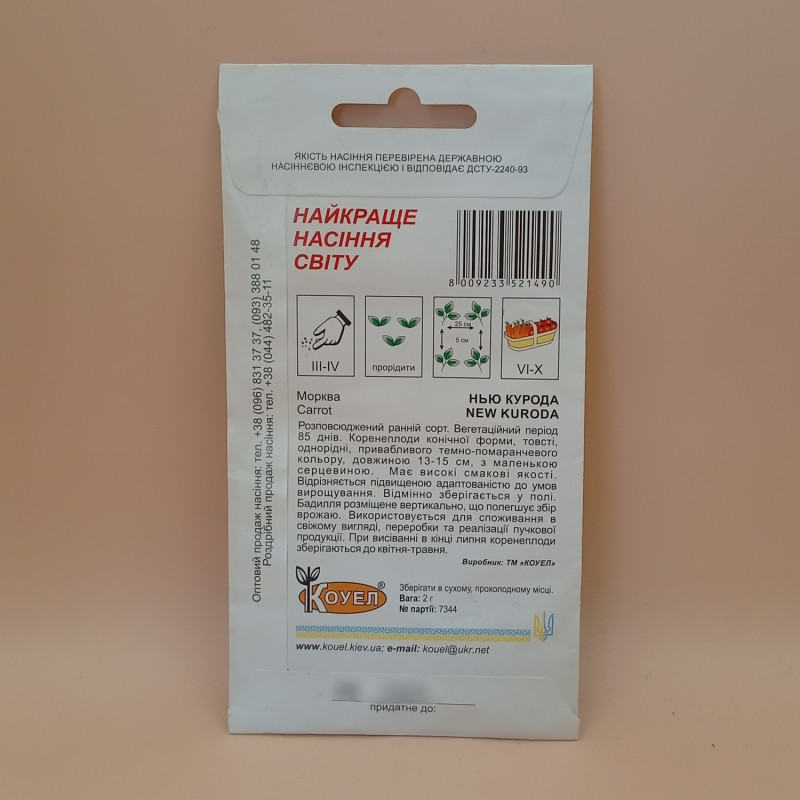 ЯКІСТЬ НАСІННЯ ПЕРЕВІРЕНА ДЕРЖАВНОЮ
НАСІННЄВОЮ ІНСПЕКЦІЄЮ І ВІДПОВІДАЄ ДСТУ-2240-93
НАЙКРАЩЕ
НАСІННЯ
СВІТУ
8 009233 521490
25 см
5 см
III-IV
прорідити
VI-X
Морква
Carrot
НЬЮ КУРОДА
NEW KURODA
Розповсюджений ранній сорт. Вегетаційний період
85 днів. Коренеплоди конічної форми, товсті,
однорідні, привабливого темно-помаранчевого
кольору, довжиною 13-15 см, з маленькою
серцевиною. Має високі смакові якості.
Відрізняється підвищеною адаптованістю до умов
вирощування. Відмінно зберігається у полі.
Бадилля розміщене вертикально, що полегшує збір
врожаю. Використовується для споживання в
свіжому вигляді, переробки та реалізації пучкової
продукції. При висіванні в кінці липня коренеплоди
зберігаються до квітня-травня.
Виробник: ТМ «КОУЕЛ»
КОУЕЛ®
Зберігати в сухому, прохолодному місці.
Вага: 2 г
№ партії: 7344
www.kouel.kiev.ua; e-mail: kouel@ukr.net
придатне до:
Оптовий продаж насіння: тел. +38 (096) 831 37 37, (093) 388 01 48
Роздрібний продаж насіння: тел. +38 (044) 482-35-11